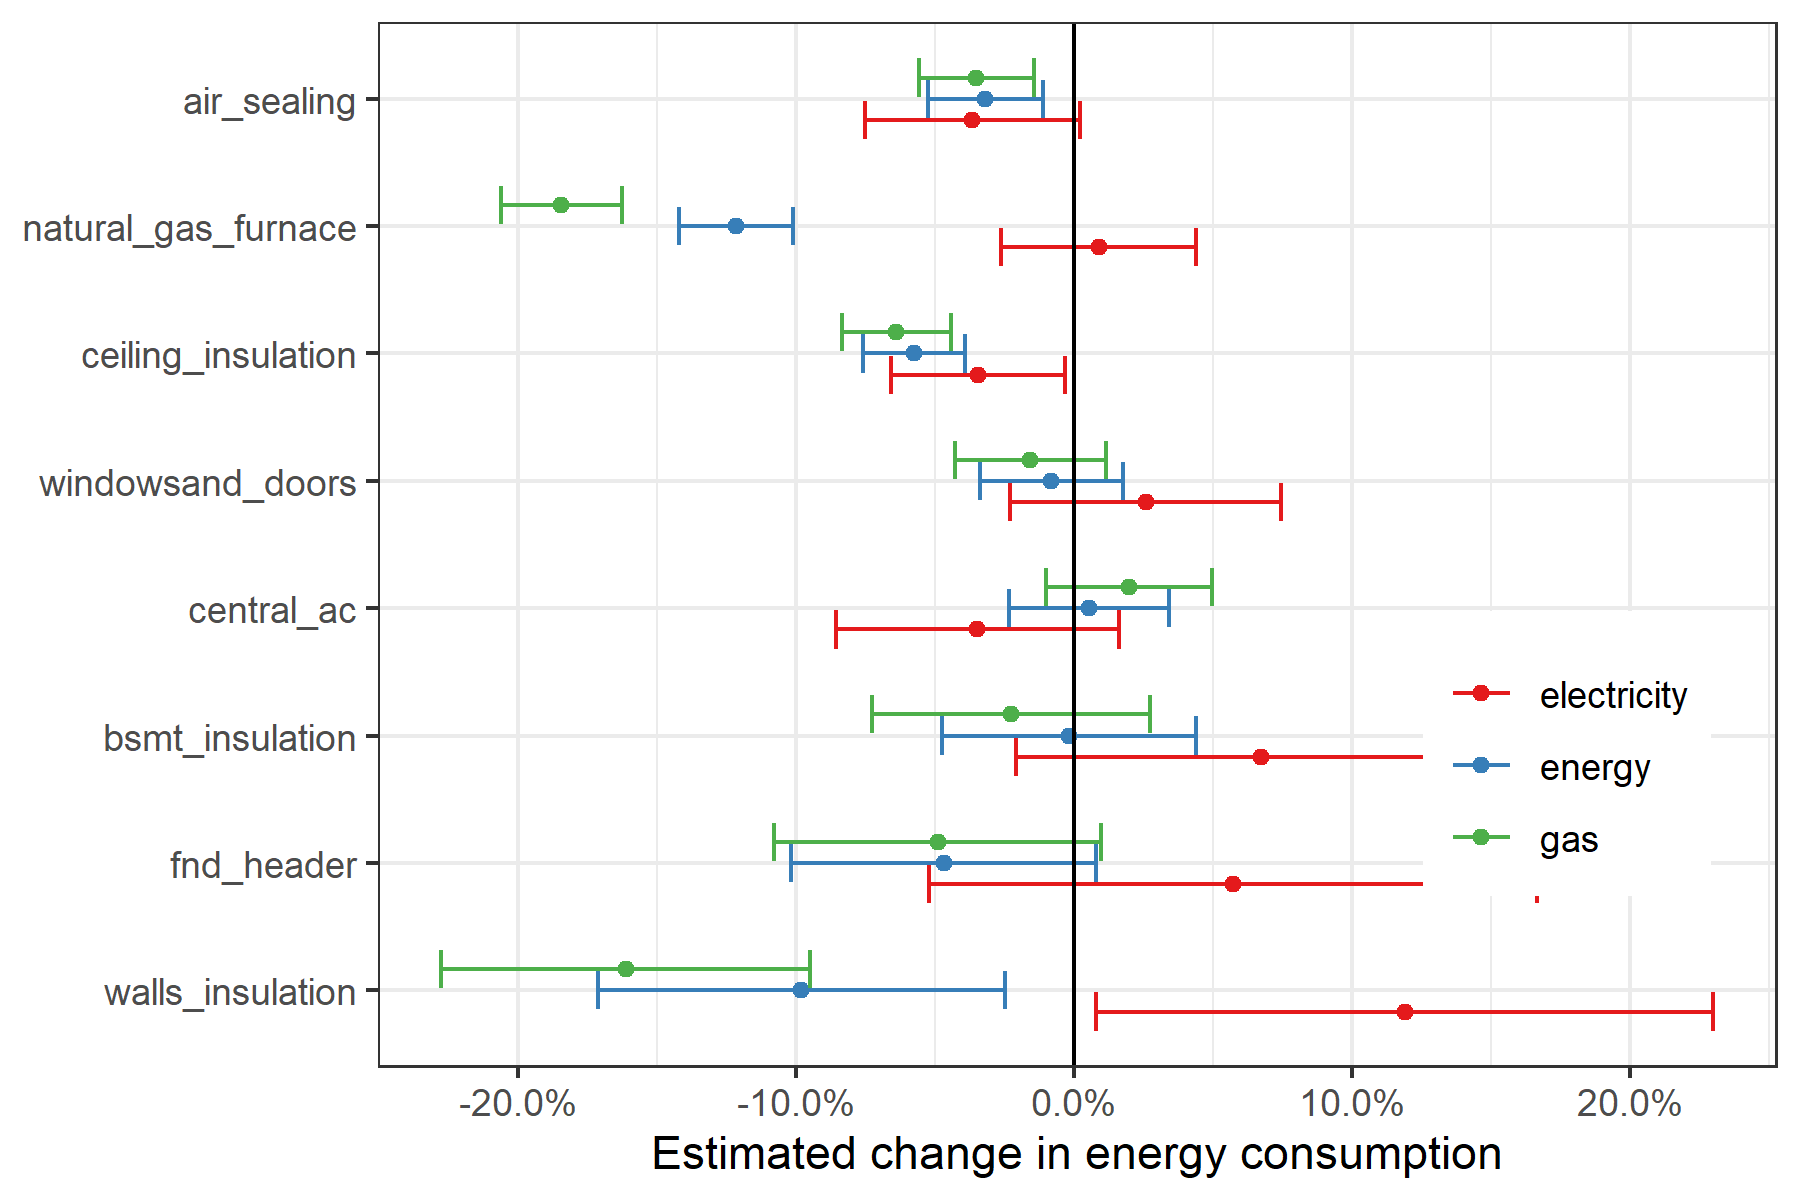 air_sealing
natural_gas_furnace
ceiling_insulation
windowsand_doors
central_ac
bsmt_insulation
fnd_header
walls_insulation
electricity
energy
gas
-20.0% -10.0% 0.0% 10.0% 20.0%
Estimated change in energy consumption